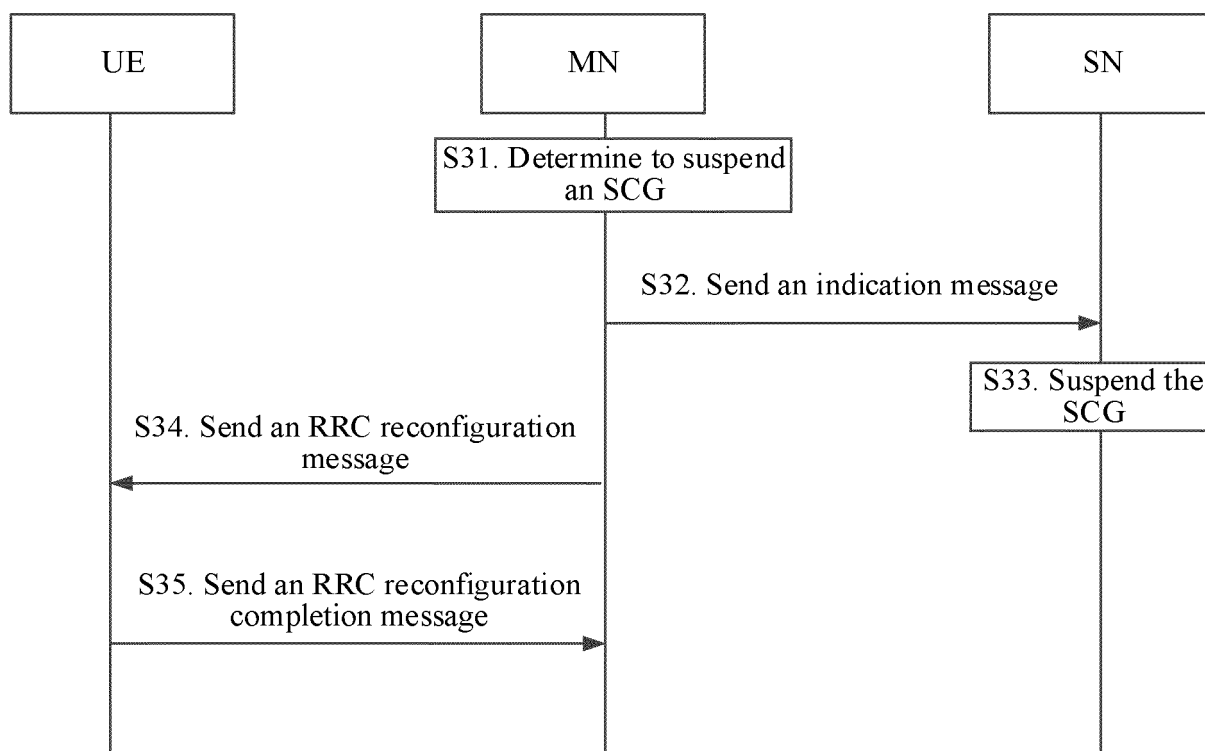 UE
MN
SN
S31. Determine to suspend
an SCG
S32. Send an indication message
S33. Suspend the
SCG
S34. Send an RRC reconfiguration
message
S35. Send an RRC reconfiguration
completion message